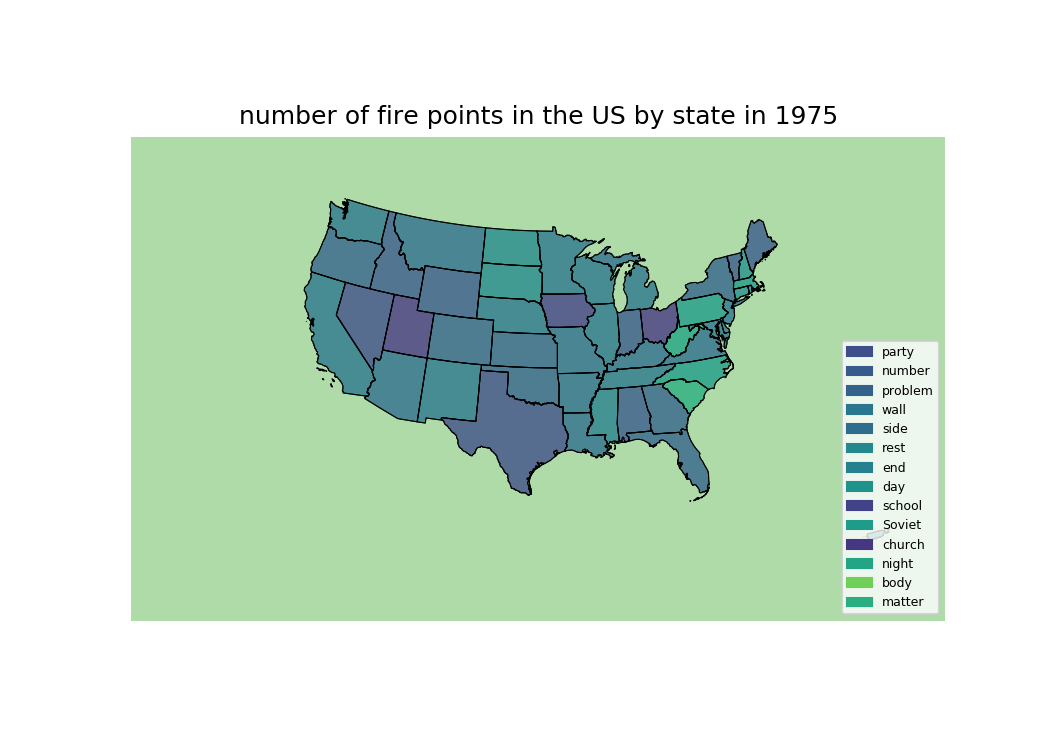 number of fire points in the US by state in 1975
party
number
problem
wall
side
rest
end
day
school
Soviet
church
night
body
matter